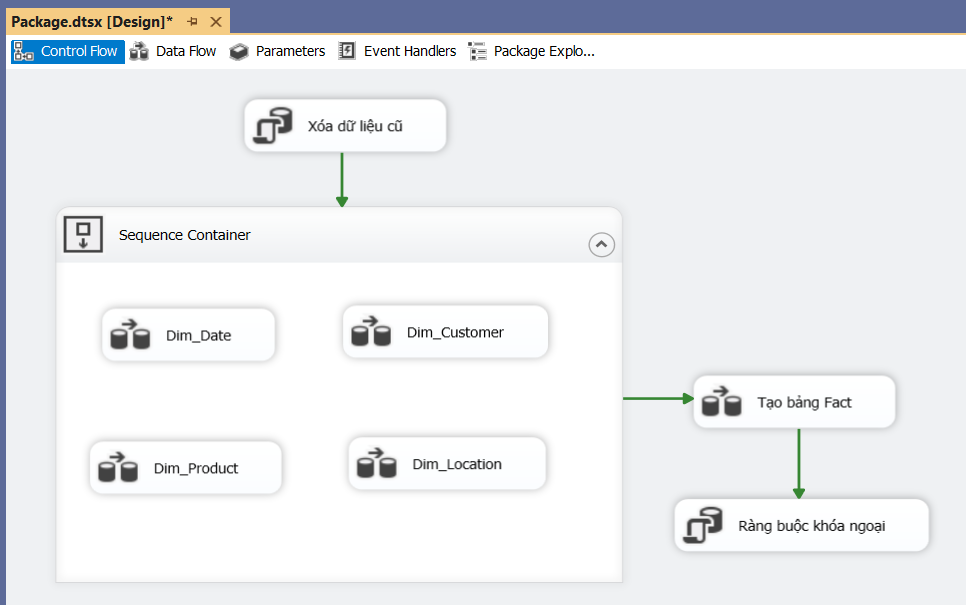 Package.dtsx [Design]*
Control Flow Data Flow Parameters Event Handlers Package Explo...
Xóa dữ liệu cũ
Sequence Container
Dim_Date Dim_Customer
Tạo bảng Fact
Dim_Product Dim_Location
Ràng buộc khóa ngoại